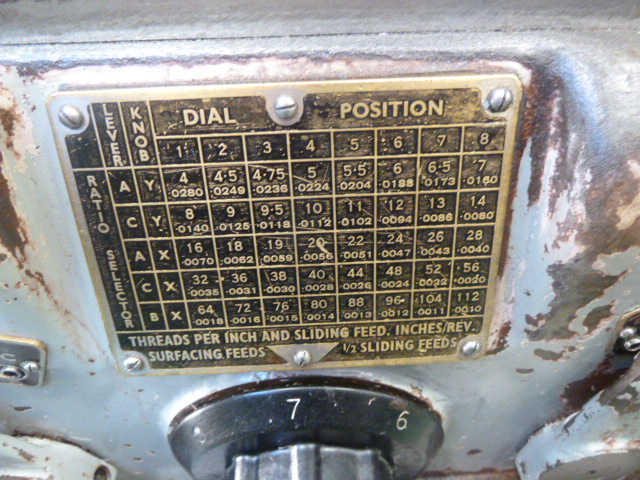 LEVER KNOB DIAL POSITION
1 2 3 4 5 6 7 8
RATIO SELECTOR
A Y 4 4·5 4·75 5 5·5 6 6·5 7
·0280 ·0249 ·0236 ·0224 ·0204 ·0188 ·0173 ·0160
C Y 8 9 9·5 10 11 12 13 14
·0140 ·0125 ·0118 ·0112 ·0102 ·0094 ·0086 ·0080
A X 16 18 19 20 22 24 26 28
·0070 ·0062 ·0059 ·0056 ·0051 ·0047 ·0043 ·0040
C X 32 36 38 40 44 48 52 56
·0035 ·0031 ·0030 ·0028 ·0026 ·0024 ·0022 ·0020
B X 64 72 76 80 88 96 104 112
·0018 ·0016 ·0015 ·0014 ·0013 ·0012 ·0011 ·0010
THREADS PER INCH AND SLIDING FEED. INCHES/REV.
SURFACING FEEDS ½ SLIDING FEEDS
C
7 6